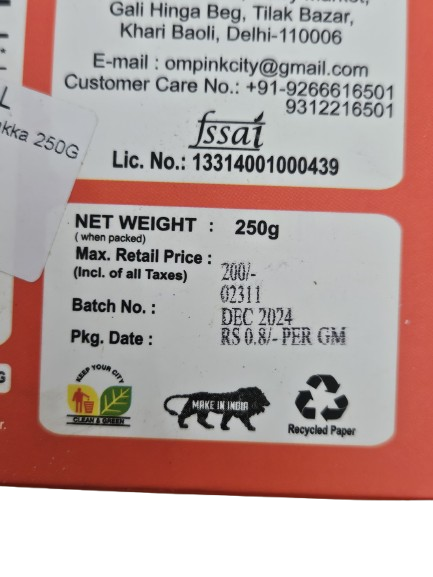 Gali Hinga Beg, Tilak Bazar,
Khari Baoli, Delhi-110006
E-mail : ompinkcity@gmail.com
Customer Care No.: +91-9266616501
9312216501
fssai
Lic. No.: 13314001000439
L
kka 250G
NET WEIGHT : 250g
( when packed)
Max. Retail Price : 200/-
(Incl. of all Taxes)
02311
Batch No. :
DEC 2024
Pkg. Date : RS 0.8/- PER GM
KEEP YOUR CITY
CLEAN & GREEN
MAKE IN INDIA
Recycled Paper